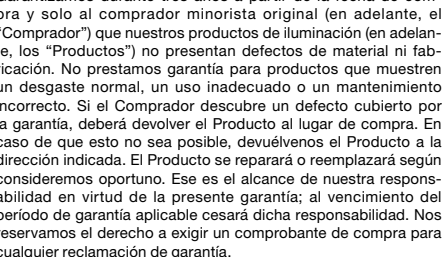 Garantizamos durante tres años a partir de la fecha de com-
pra y solo al comprador minorista original (en adelante, el
"Comprador") que nuestros productos de iluminación (en adelan-
te, los "Productos") no presentan defectos de material ni fab-
ricación. No prestamos garantía para productos que muestren
un desgaste normal, un uso inadecuado o un mantenimiento
incorrecto. Si el Comprador descubre un defecto cubierto por
la garantía, deberá devolver el Producto al lugar de compra. En
caso de que esto no sea posible, devuélvenos el Producto a la
dirección indicada. El Producto se reparará o reemplazará según
consideremos oportuno. Ese es el alcance de nuestra respons-
abilidad en virtud de la presente garantía; al vencimiento del
período de garantía aplicable cesará dicha responsabilidad. Nos
reservamos el derecho a exigir un comprobante de compra para
cualquier reclamación de garantía.